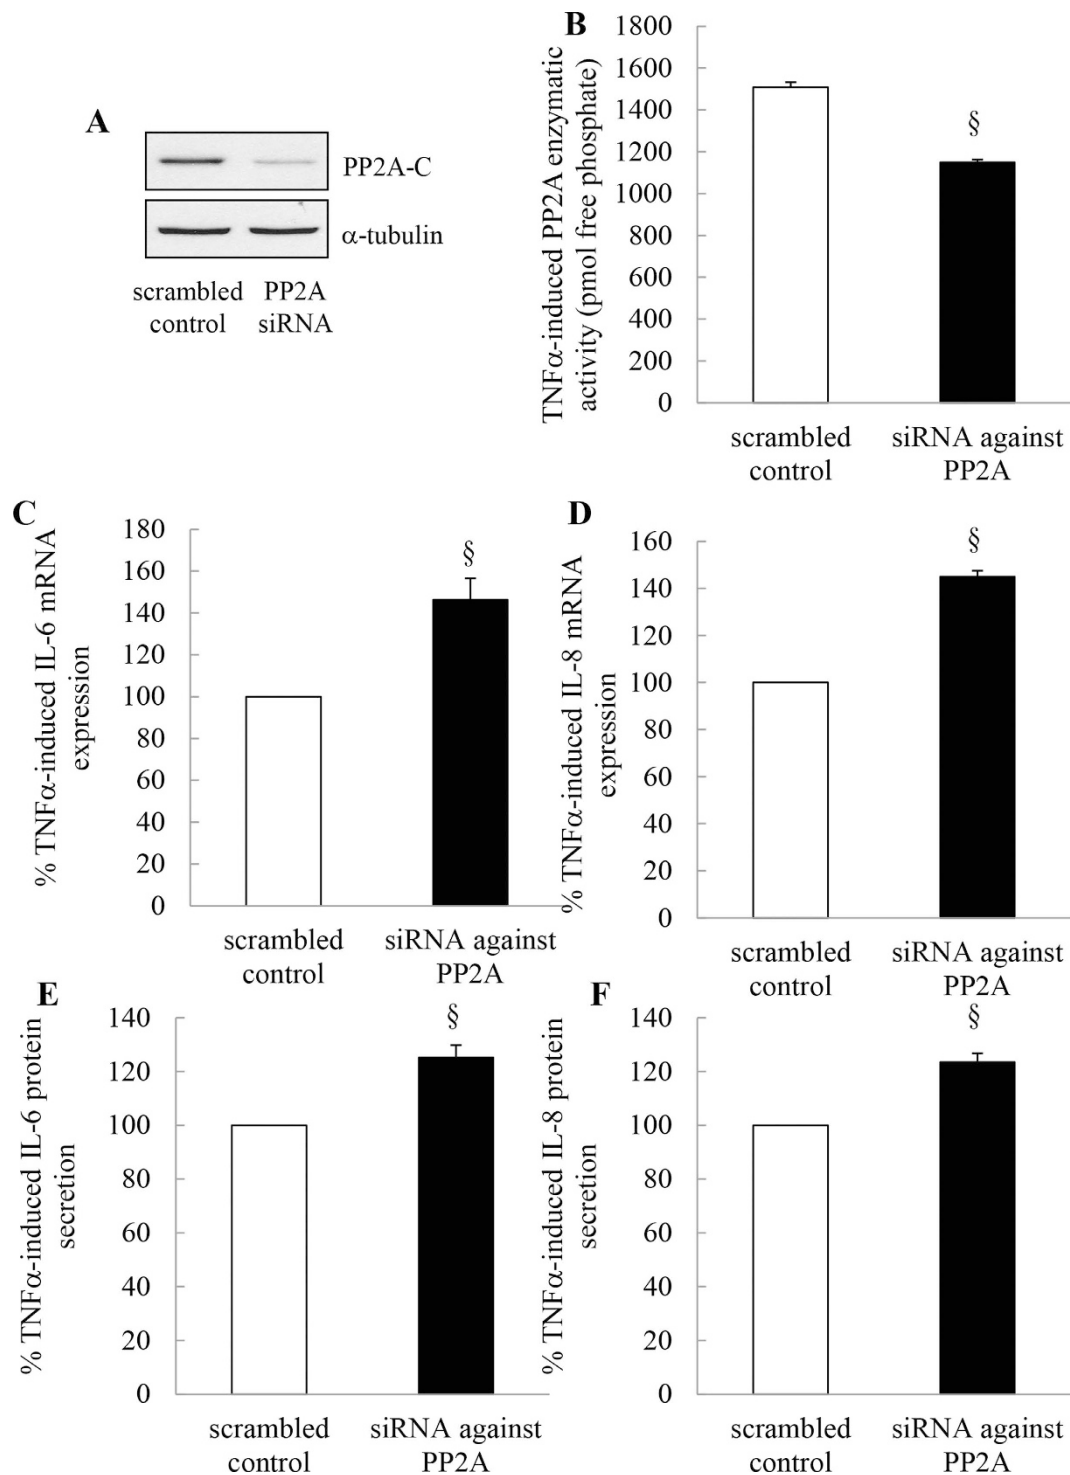 A
PP2A-C
α-tubulin
scrambled
control
PP2A
siRNA
B
TNFα-induced PP2A enzymatic
activity (pmol free phosphate)
1800
1600
1400
1200
1000
800
600
400
200
0
§
scrambled
control
siRNA against
PP2A
C
% TNFα-induced IL-6 mRNA
expression
180
160
140
120
100
80
60
40
20
0
§
scrambled
control
siRNA against
PP2A
D
% TNFα-induced IL-8 mRNA
expression
160
140
120
100
80
60
40
20
0
§
scrambled
control
siRNA against
PP2A
E
% TNFα-induced IL-6 protein
secretion
140
120
100
80
60
40
20
0
§
scrambled
control
siRNA against
PP2A
F
% TNFα-induced IL-8 protein
secretion
140
120
100
80
60
40
20
0
§
scrambled
control
siRNA against
PP2A